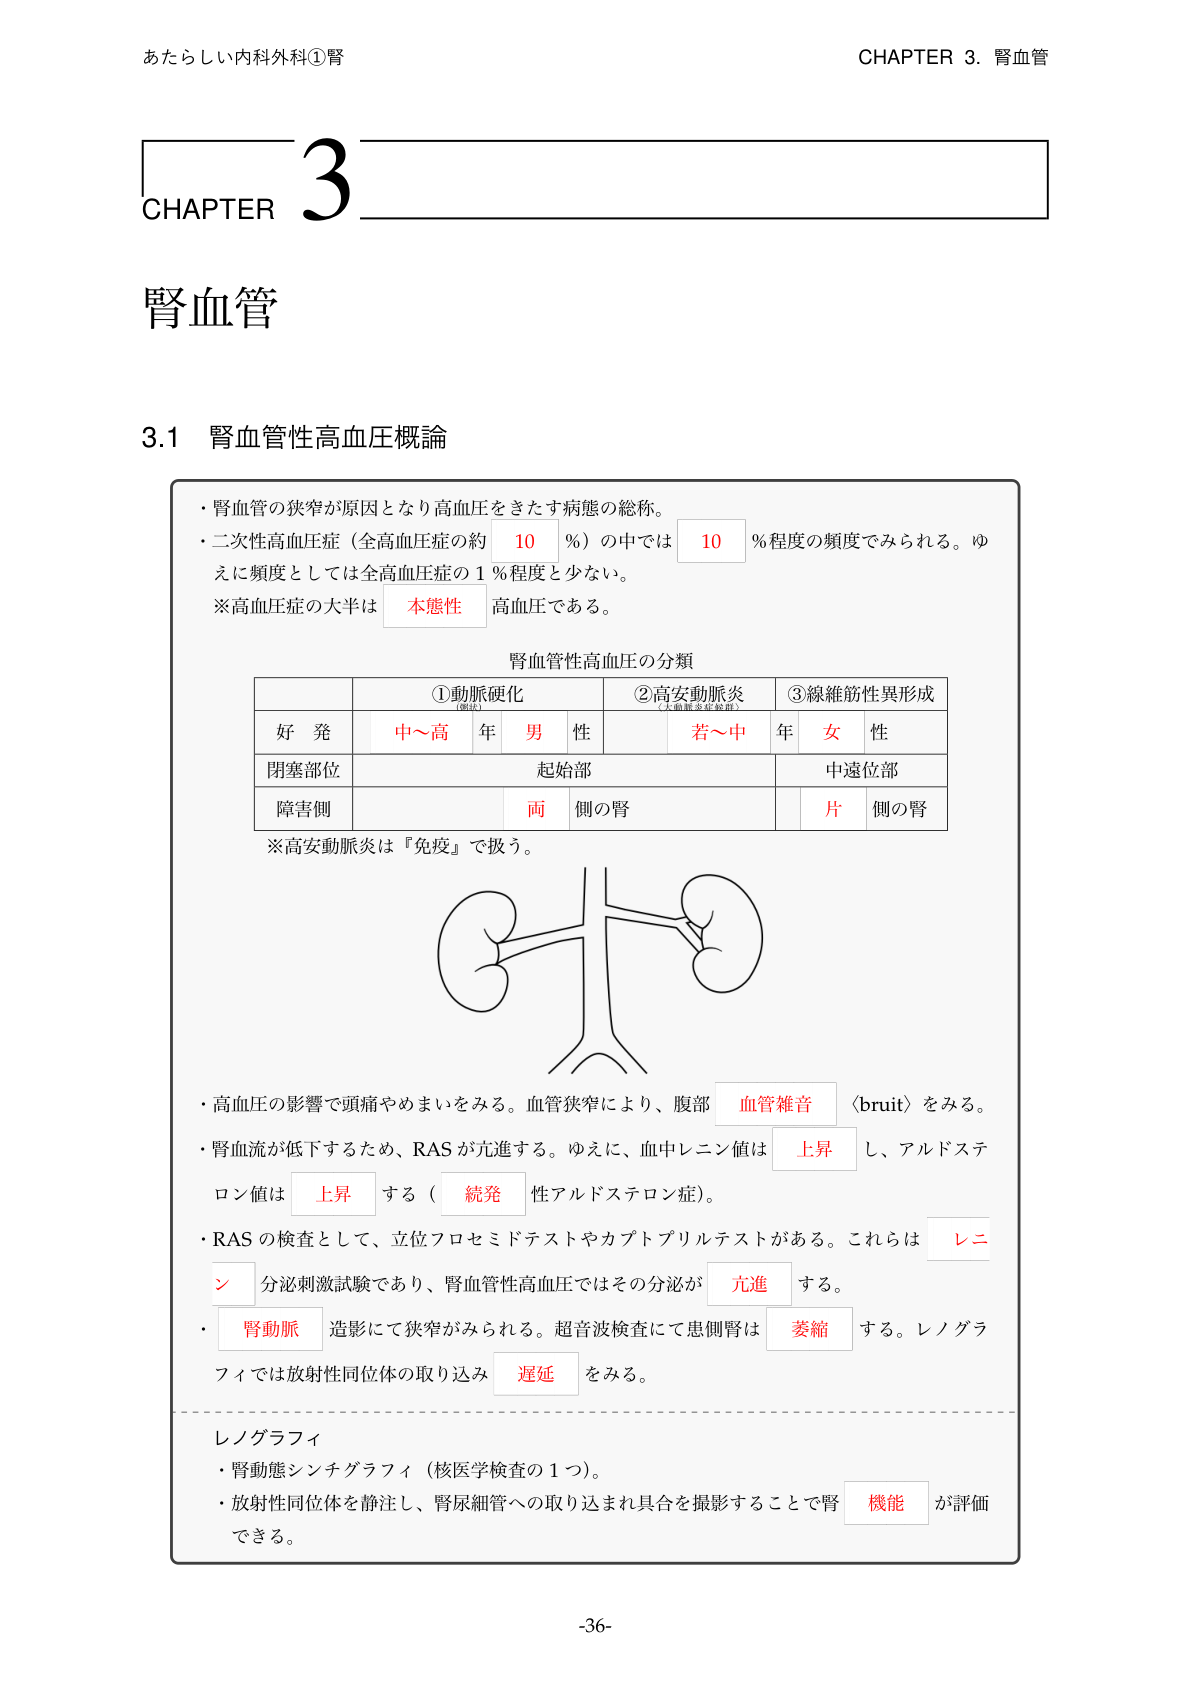 あたらしい内科外科①腎
CHAPTER 3. 腎血管
CHAPTER 3
腎血管
3.1 腎血管性高血圧概論
・腎血管の狭窄が原因となり高血圧をきたす病態の総称。
・二次性高血圧症（全高血圧症の約 10 %）の中では 10 %程度の頻度でみられる。ゆ
えに頻度としては全高血圧症の 1 %程度と少ない。
※高血圧症の大半は 本態性 高血圧である。
腎血管性高血圧の分類
①動脈硬化 ②高安動脈炎 ③線維筋性異形成
(粥状) 〈大動脈炎症候群〉
好 発 中〜高 年 男 性 若〜中 年 女 性
閉塞部位 起始部 中遠位部
障害側 両 側の腎 片 側の腎
※高安動脈炎は『免疫』で扱う。
・高血圧の影響で頭痛やめまいをみる。血管狭窄により、腹部 血管雑音 〈bruit〉をみる。
・腎血流が低下するため、RAS が亢進する。ゆえに、血中レニン値は 上昇 し、アルドステ
ロン値は 上昇 する（ 続発 性アルドステロン症）。
・RAS の検査として、立位フロセミドテストやカプトプリルテストがある。これらは レニ
ン 分泌刺激試験であり、腎血管性高血圧ではその分泌が 亢進 する。
・ 腎動脈 造影にて狭窄がみられる。超音波検査にて患側腎は 萎縮 する。レノグラ
フィでは放射性同位体の取り込み 遅延 をみる。
レノグラフィ
・腎動態シンチグラフィ（核医学検査の 1 つ）。
・放射性同位体を静注し、腎尿細管への取り込まれ具合を撮影することで腎 機能 が評価
できる。
-36-